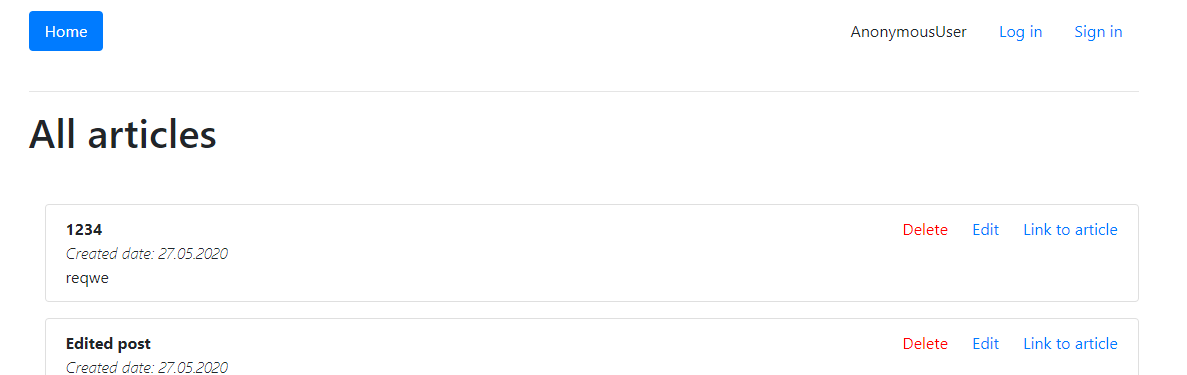 Home AnonymousUser Log in Sign in
All articles
1234 Delete Edit Link to article
Created date: 27.05.2020
reqwe
Edited post Delete Edit Link to article
Created date: 27.05.2020